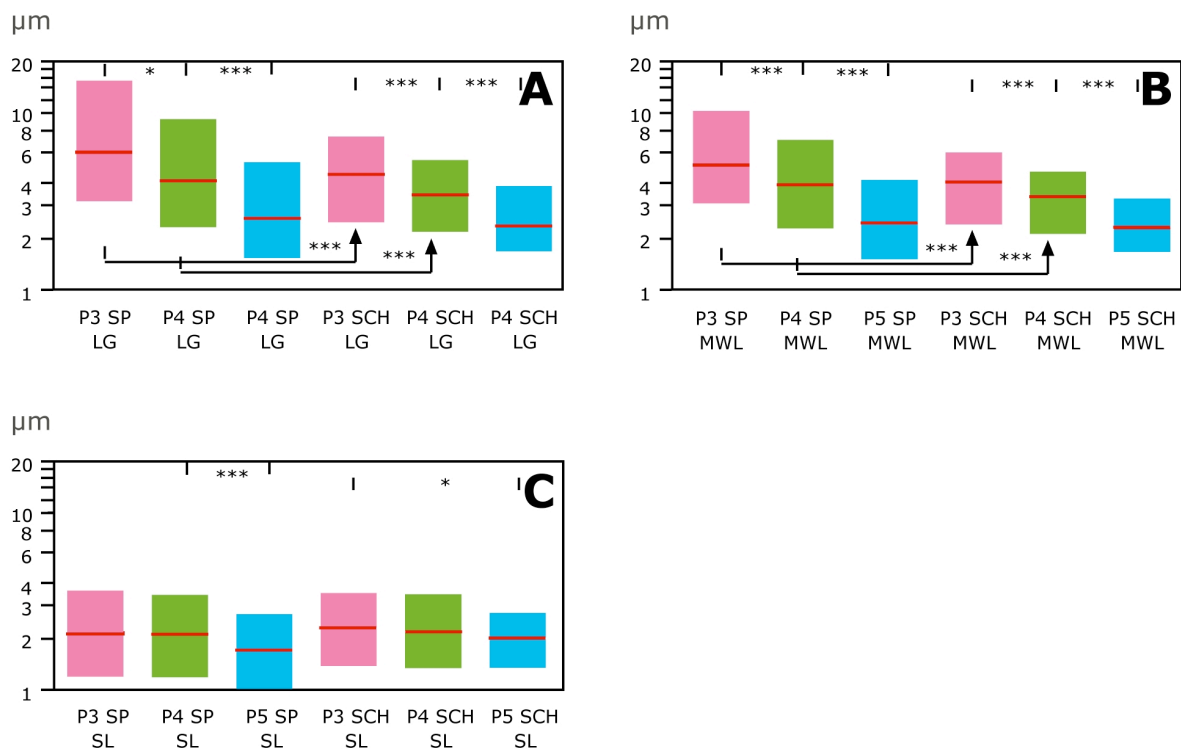 µm
20
10
8
6
4
3
2
1
* *** *** ***
A
***
***
P3 SP P4 SP P4 SP P3 SCH P4 SCH P4 SCH
LG LG LG LG LG LG
µm
20
10
8
6
4
3
2
1
*** *** *** ***
B
***
***
P3 SP P4 SP P5 SP P3 SCH P4 SCH P5 SCH
MWL MWL MWL MWL MWL MWL
µm
20
10
8
6
4
3
2
1
*** *
C
P3 SP P4 SP P5 SP P3 SCH P4 SCH P5 SCH
SL SL SL SL SL SL